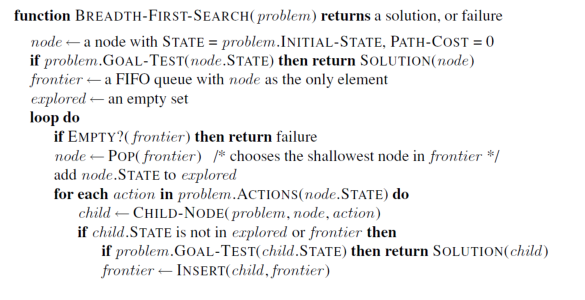 function BREADTH-FIRST-SEARCH(problem) returns a solution, or failure
node ← a node with STATE = problem.INITIAL-STATE, PATH-COST = 0
if problem.GOAL-TEST(node.STATE) then return SOLUTION(node)
frontier ← a FIFO queue with node as the only element
explored ← an empty set
loop do
if EMPTY?(frontier) then return failure
node ← POP(frontier) /* chooses the shallowest node in frontier */
add node.STATE to explored
for each action in problem.ACTIONS(node.STATE) do
child ← CHILD-NODE(problem, node, action)
if child.STATE is not in explored or frontier then
if problem.GOAL-TEST(child.STATE) then return SOLUTION(child)
frontier ← INSERT(child, frontier)